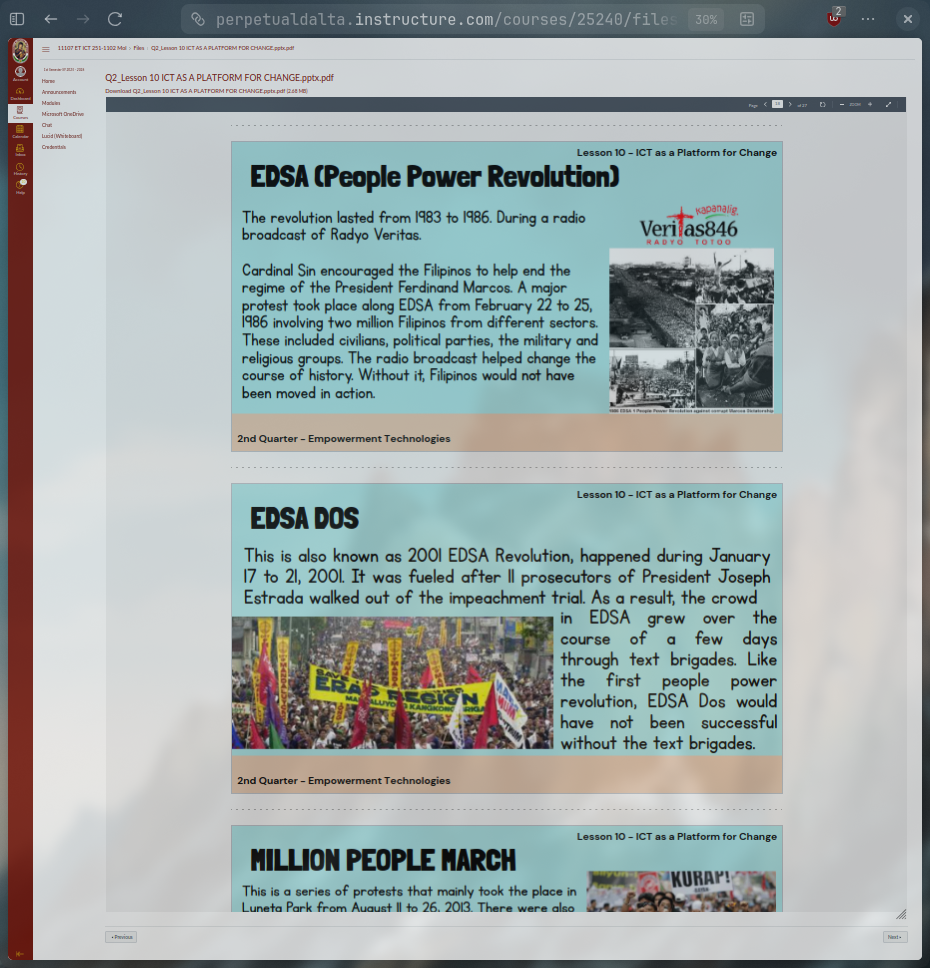 perpetualdalta.instructure.com/courses/25240/files
30%
2
11107 ET ICT 251-1102 Mol › Files › Q2_Lesson 10 ICT AS A PLATFORM FOR CHANGE.pptx.pdf
Account
Dashboard
Courses
Calendar
Inbox
History
Help
Home
Announcements
Modules
Microsoft OneDrive
Chat
Lucid (Whiteboard)
Credentials
Q2_Lesson 10 ICT AS A PLATFORM FOR CHANGE.pptx.pdf
Download Q2_Lesson 10 ICT AS A PLATFORM FOR CHANGE.pptx.pdf (2.68 MB)
Page
ZOOM
Lesson 10 - ICT as a Platform for Change
EDSA (People Power Revolution)
The revolution lasted from 1983 to 1986. During a radio
broadcast of Radyo Veritas.
Kapanalig
Veritas846
RADYO TOTOO
Cardinal Sin encouraged the Filipinos to help end the
regime of the President Ferdinand Marcos. A major
protest took place along EDSA from February 22 to 25,
1986 involving two million Filipinos from different sectors.
These included civilians, political parties, the military and
religious groups. The radio broadcast helped change the
course of history. Without it, Filipinos would not have
been moved in action.
1986 EDSA 1 People Power Revolution against corrupt Marcos Dictatorship
2nd Quarter - Empowerment Technologies
Lesson 10 - ICT as a Platform for Change
EDSA DOS
This is also known as 2001 EDSA Revolution, happened during January
17 to 21, 2001. It was fueled after 11 prosecutors of President Joseph
Estrada walked out of the impeachment trial. As a result, the crowd
in EDSA grew over the
course of a few days
through text brigades. Like
the first people power
revolution, EDSA Dos would
have not been successful
without the text brigades.
ERAP RESIGN
2nd Quarter - Empowerment Technologies
Lesson 10 - ICT as a Platform for Change
MILLION PEOPLE MARCH
This is a series of protests that mainly took the place in
Luneta Park from August 11 to 26, 2013. There were also
KURAP!
Previous
Next